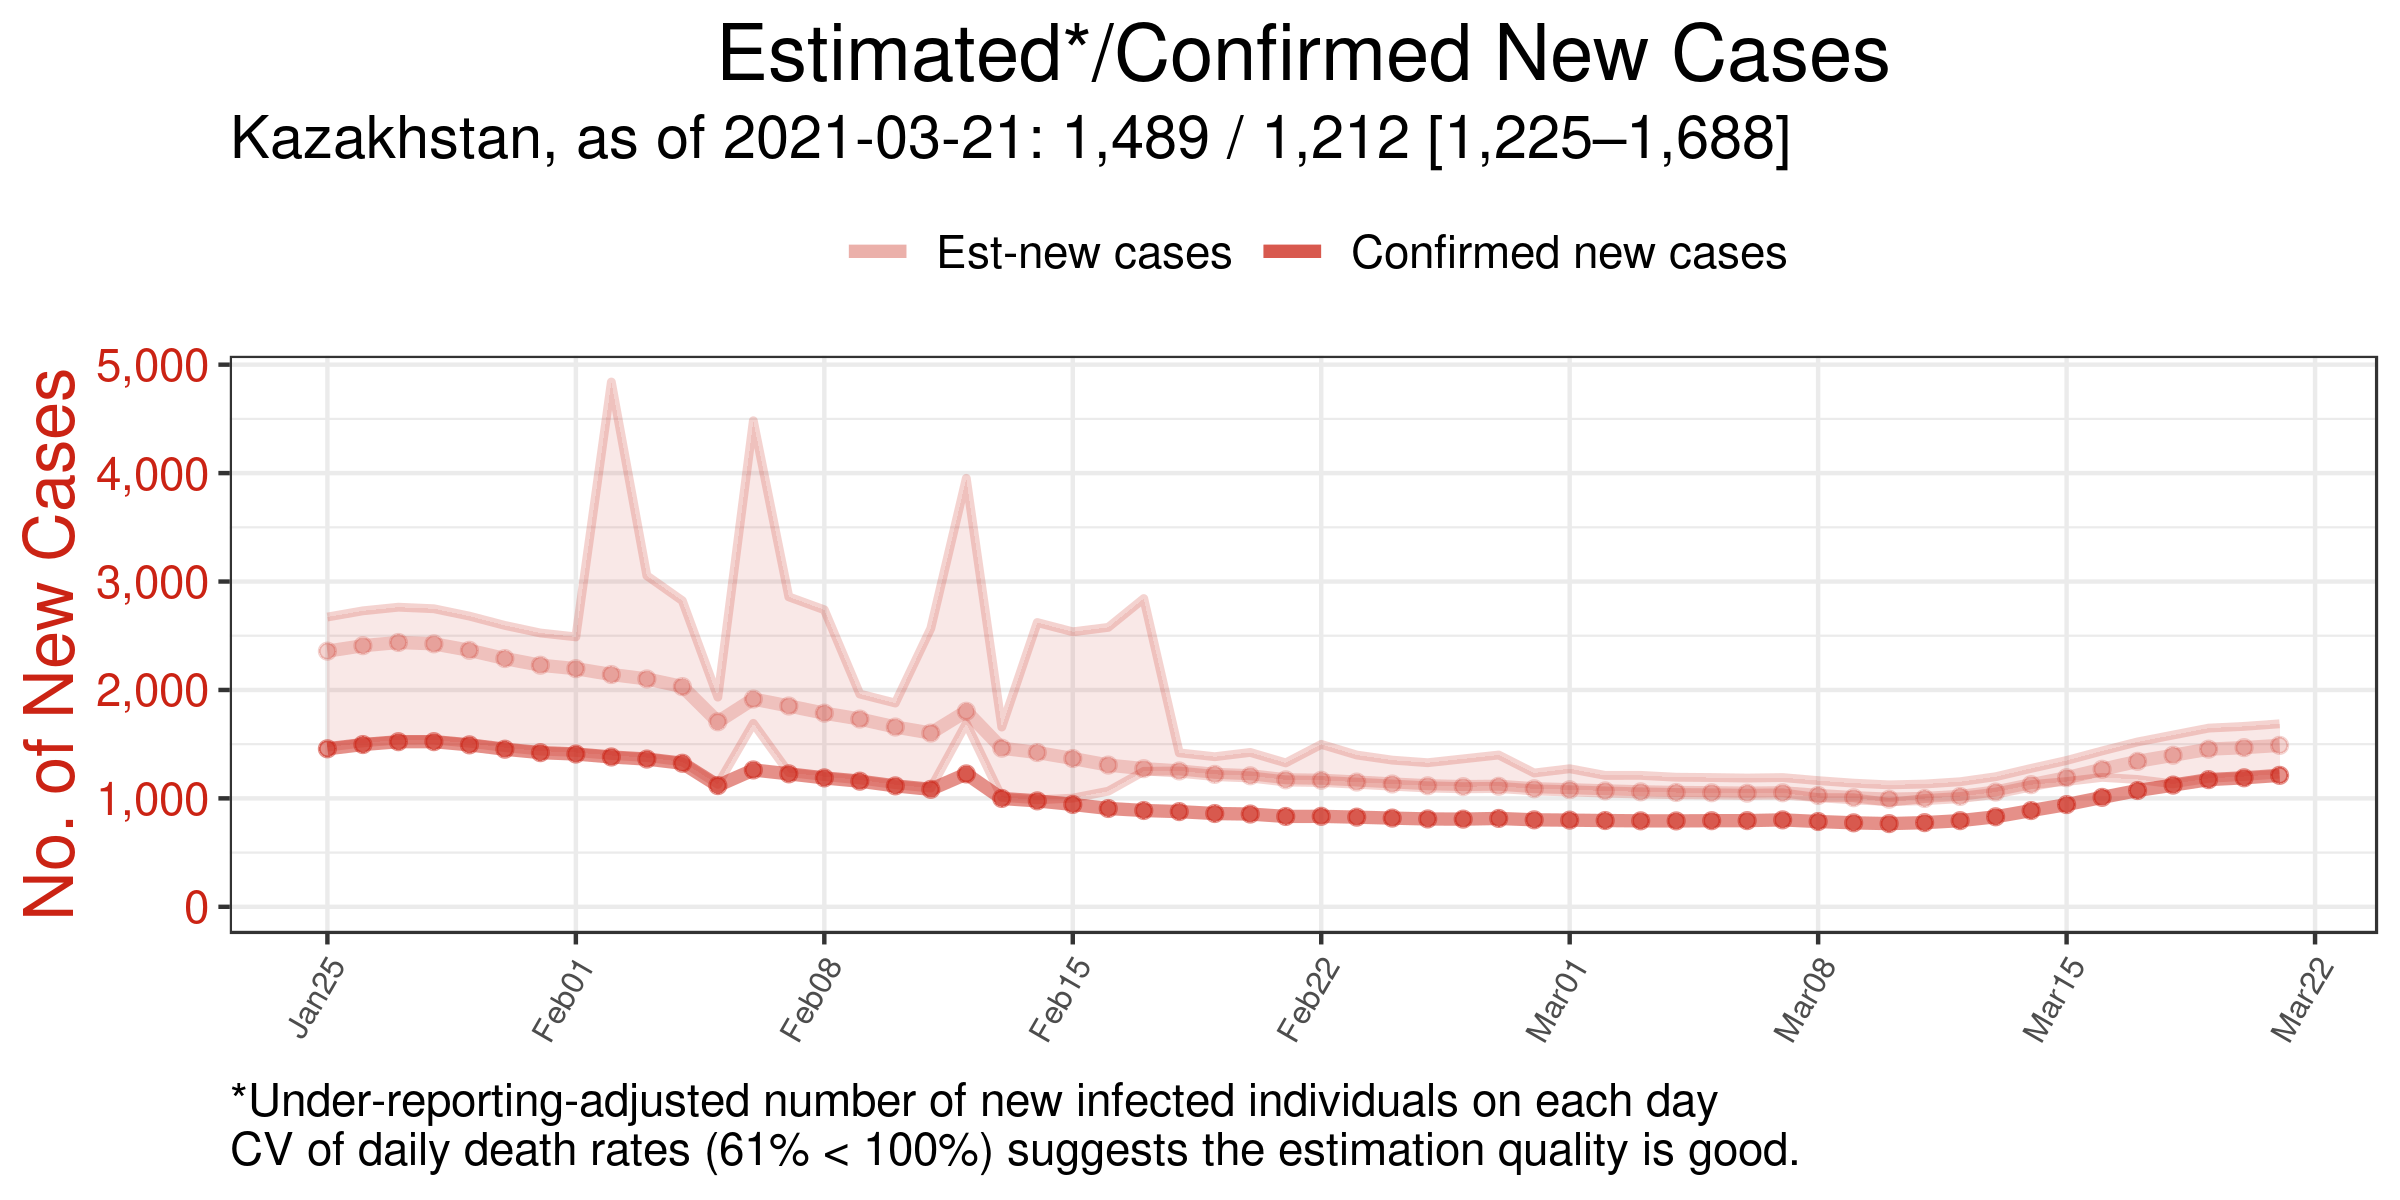 Estimated*/Confirmed New Cases
Kazakhstan, as of 2021-03-21: 1,489 / 1,212 [1,225–1,688]
Est-new cases
Confirmed new cases
No. of New Cases
5,000
4,000
3,000
2,000
1,000
0
Jan25
Feb01
Feb08
Feb15
Feb22
Mar01
Mar08
Mar15
Mar22
*Under-reporting-adjusted number of new infected individuals on each day
CV of daily death rates (61% < 100%) suggests the estimation quality is good.